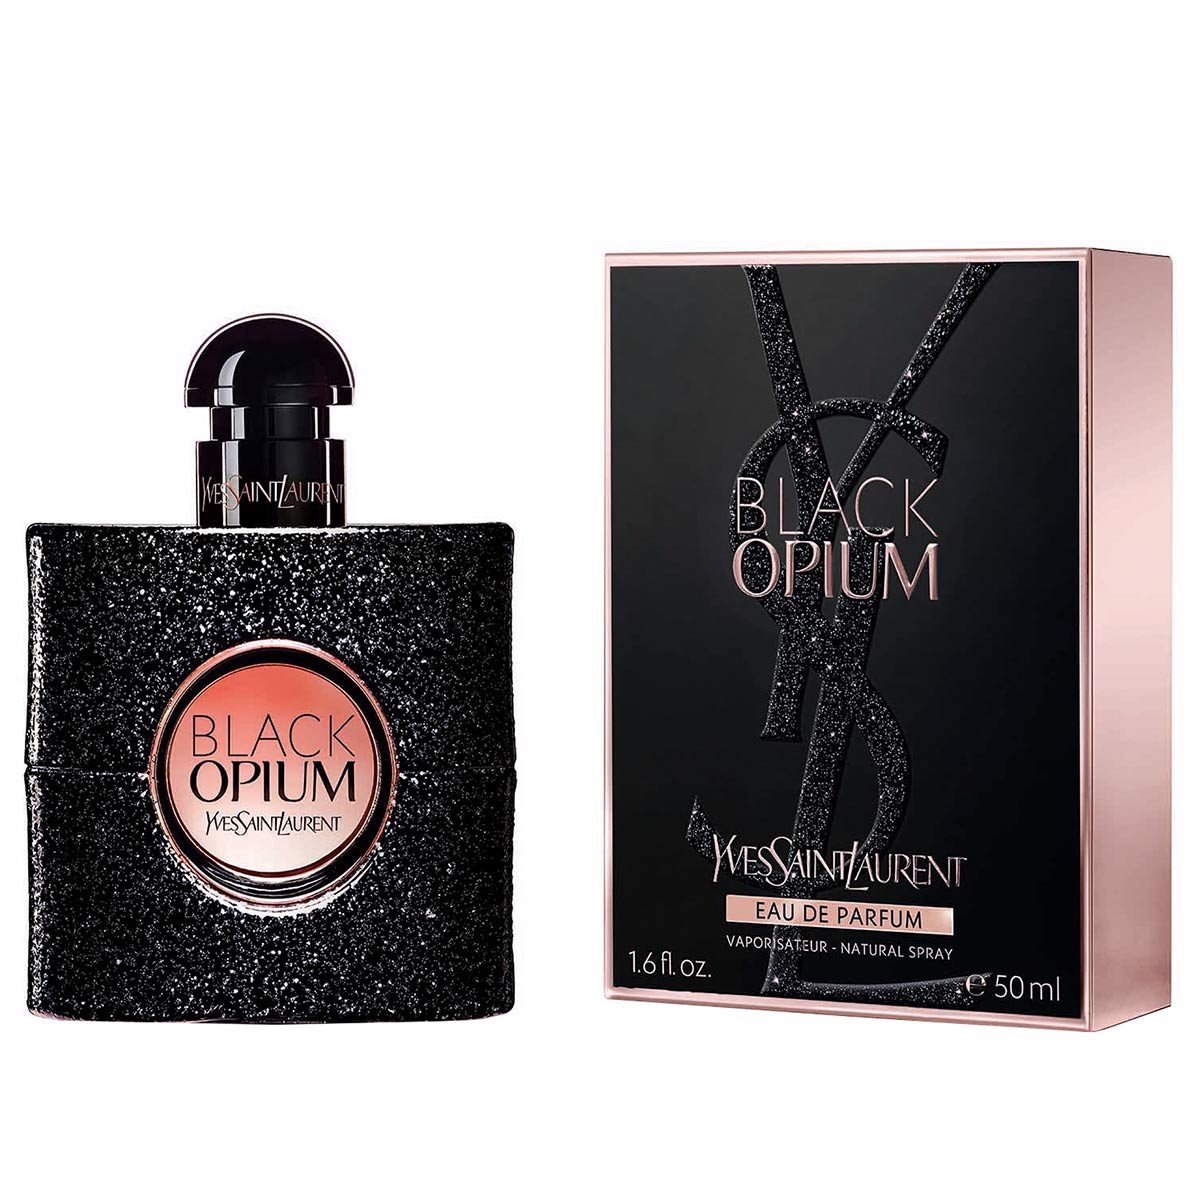 YVESSAINTLAURENT
BLACK
OPIUM
YVESSAINTLAURENT
YSL
BLACK
OPIUM
YVESSAINTLAURENT
EAU DE PARFUM
VAPORISATEUR - NATURAL SPRAY
1.6 fl. oz.
℮ 50 ml